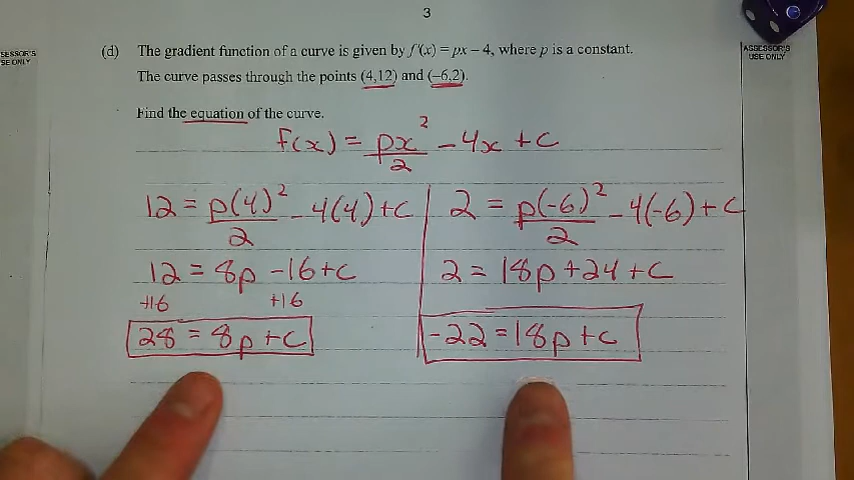 3
SESSOR'S
SE ONLY
ASSESSOR'S
USE ONLY
(d) The gradient function of a curve is given by f'(x) = px – 4, where p is a constant.
The curve passes through the points (4,12) and (–6,2).
Find the equation of the curve.
f(x) = px²/2 - 4x + c
12 = p(4)²/2 - 4(4) + c
2 = p(-6)²/2 - 4(-6) + c
12 = 8p - 16 + c
2 = 18p + 24 + c
+16 +16
28 = 8p + c
-22 = 18p + c